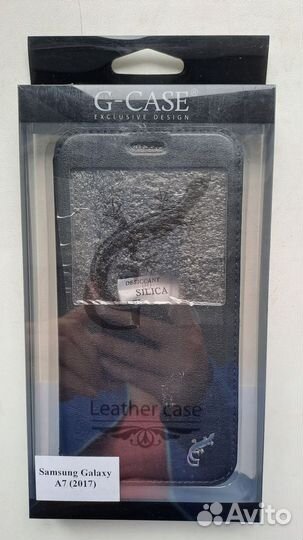 G-CASE®
EXCLUSIVE DESIGN
DESICCANT
SILICA
Leather case
Samsung Galaxy
A7 (2017)
Avito